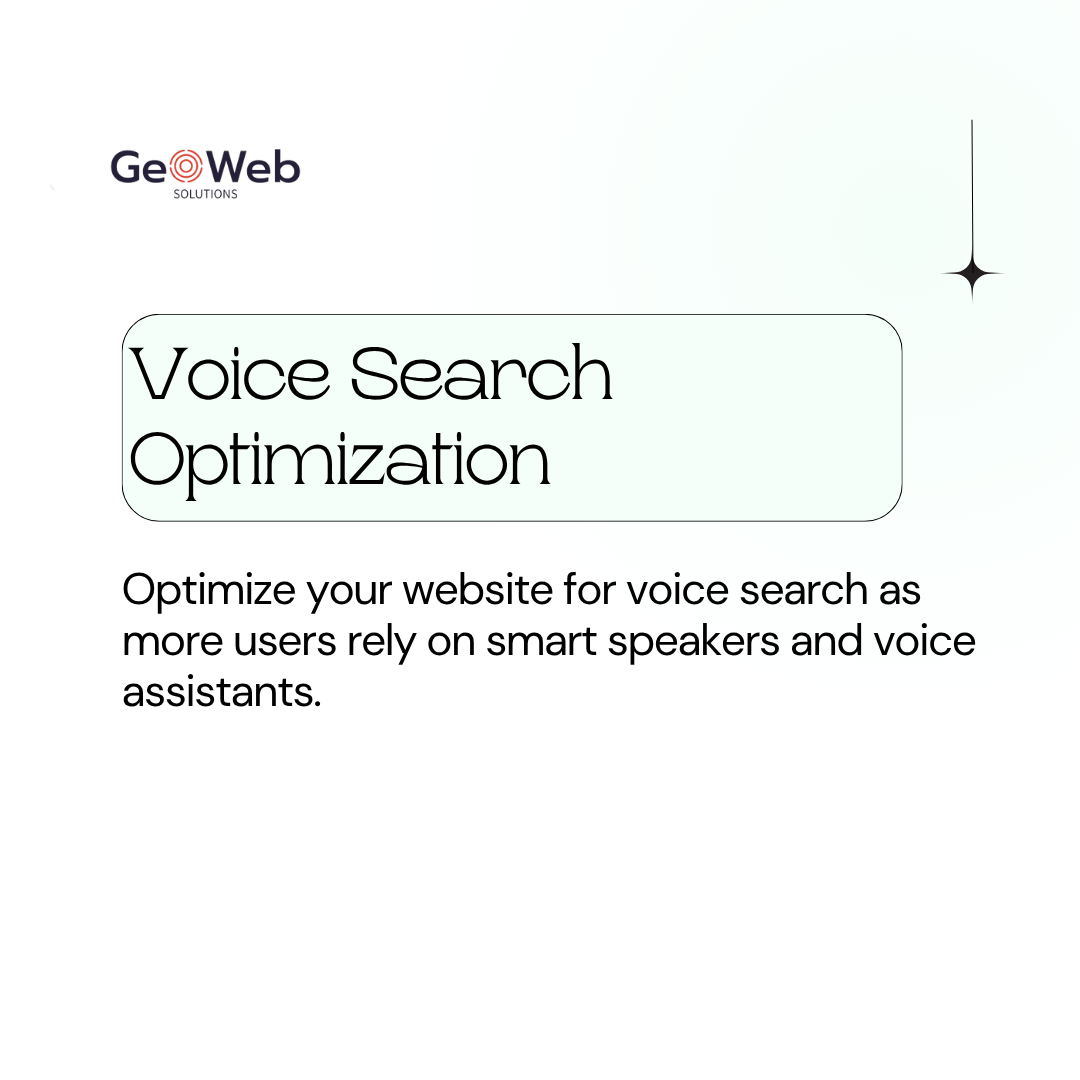 GeoWeb
SOLUTIONS
Voice Search
Optimization
Optimize your website for voice search as
more users rely on smart speakers and voice
assistants.